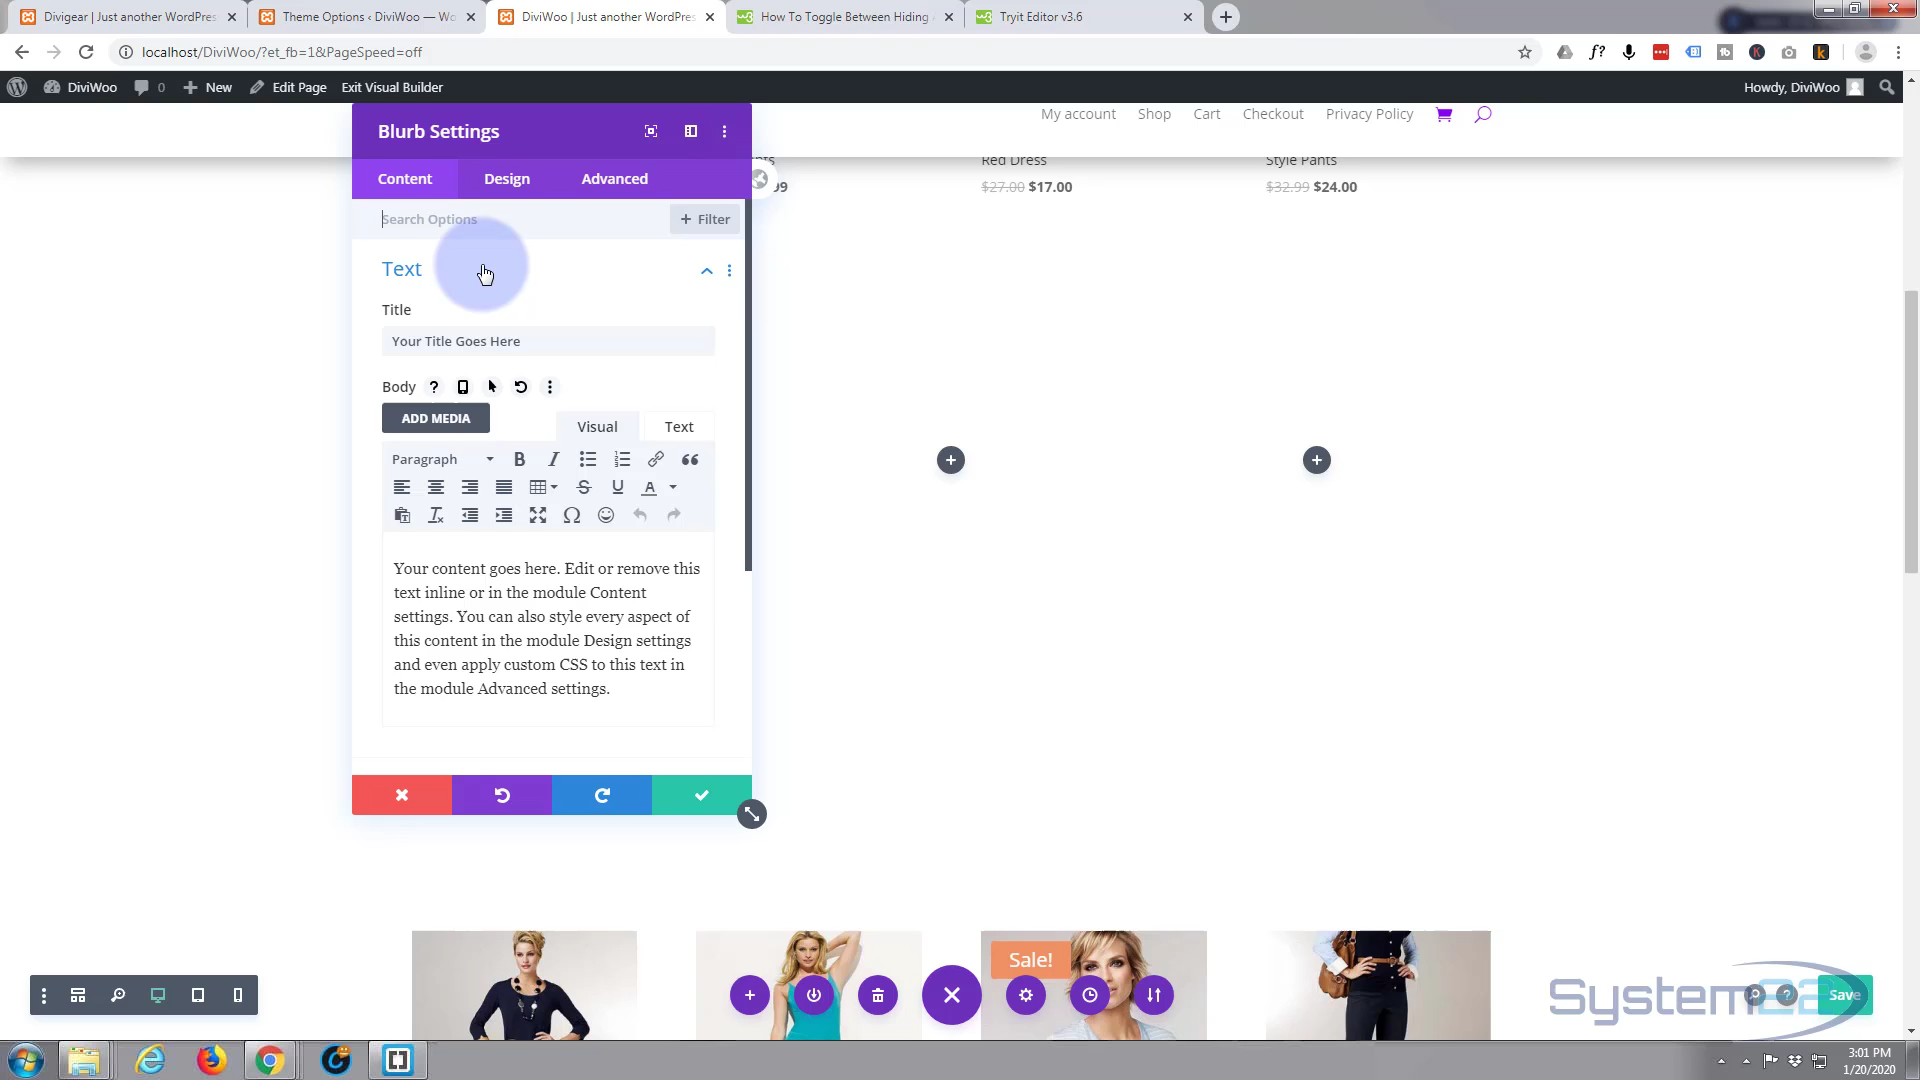 Divigear | Just another WordPres
Theme Options ‹ DiviWoo — Wo
DiviWoo | Just another WordPres
How To Toggle Between Hiding
Tryit Editor v3.6
localhost/DiviWoo/?et_fb=1&PageSpeed=off
DiviWoo
0
New
Edit Page
Exit Visual Builder
Howdy, DiviWoo
My account
Shop
Cart
Checkout
Privacy Policy
Blurb Settings
Content
Design
Advanced
Red Dress
Style Pants
$27.00 $17.00
$32.99 $24.00
Search Options
+ Filter
Text
Title
Your Title Goes Here
Body
ADD MEDIA
Visual
Text
Paragraph
Your content goes here. Edit or remove this
text inline or in the module Content
settings. You can also style every aspect of
this content in the module Design settings
and even apply custom CSS to this text in
the module Advanced settings.
Sale!
System22
Save
3:01 PM
1/20/2020